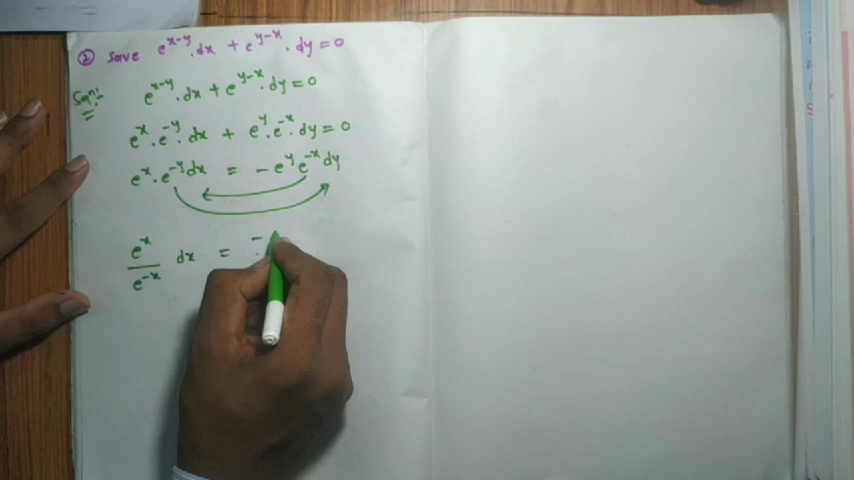 ② Solve e^{x-y}.dx + e^{y-x}.dy = 0
Soln:- e^{x-y}.dx + e^{y-x}.dy = 0
e^x.e^{-y}.dx + e^y.e^{-x}.dy = 0
e^x.e^{-y}dx = -e^y e^{-x}dy
e^x/e^{-x} dx = -